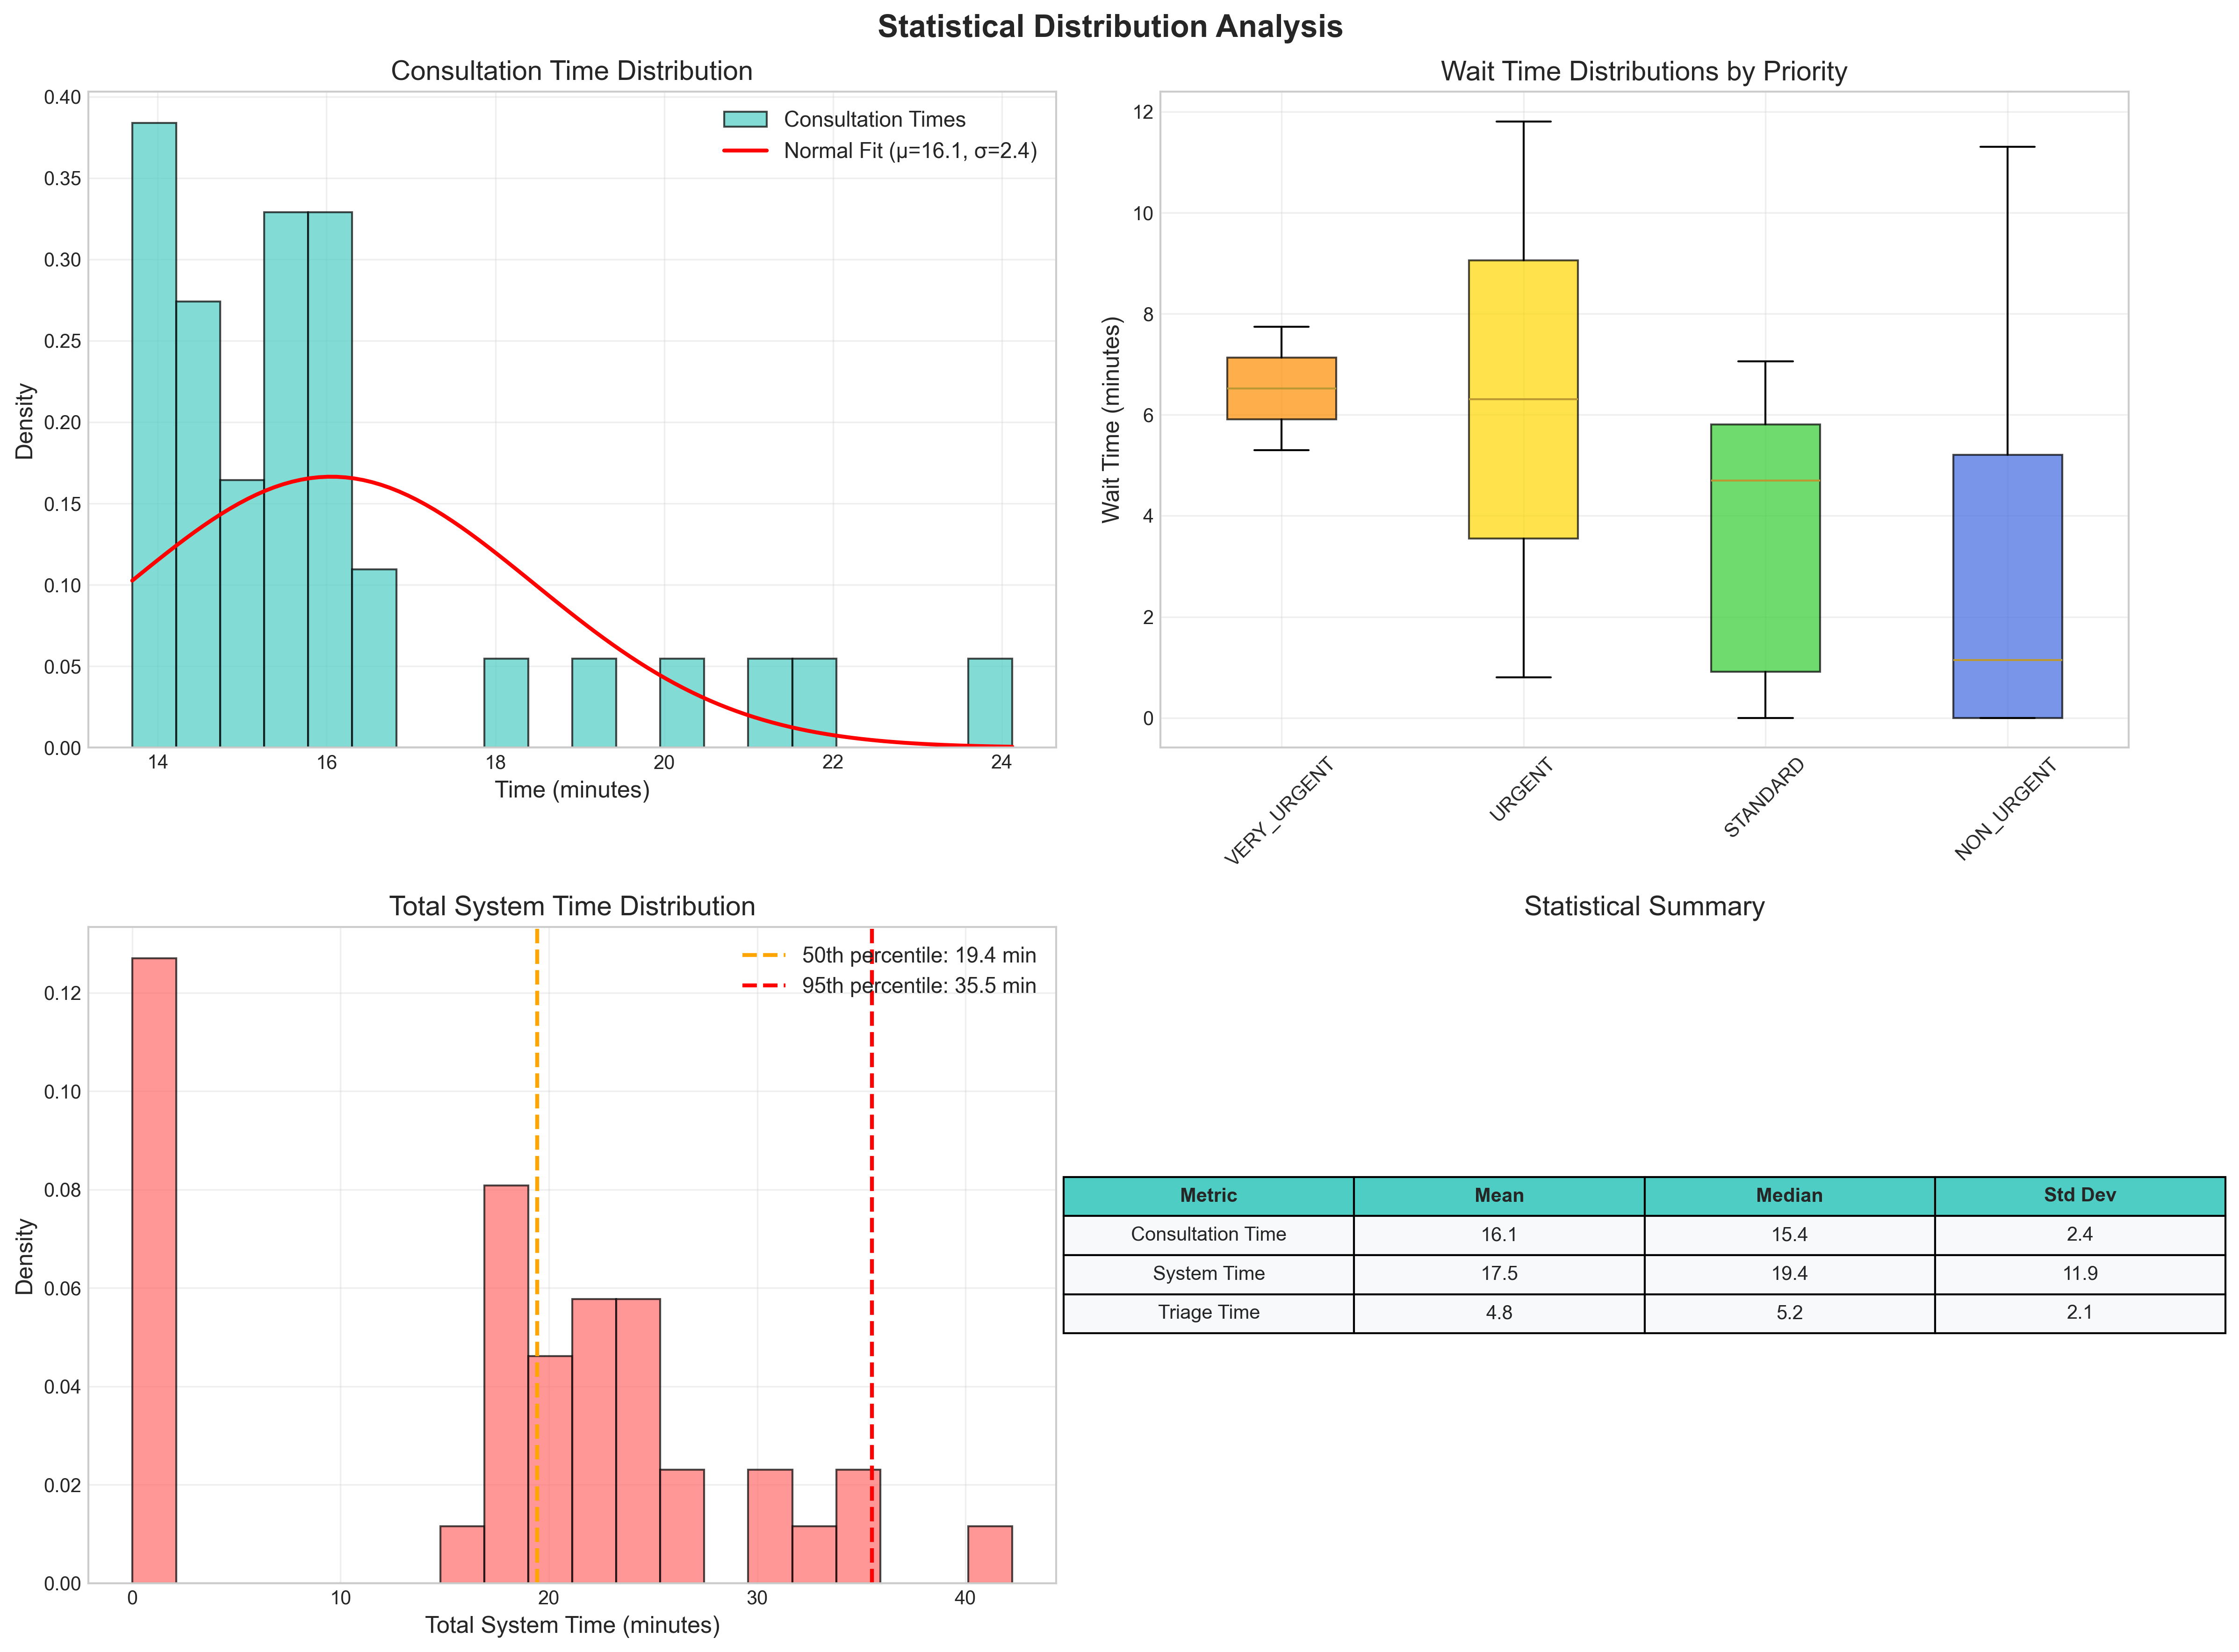 Statistical Distribution Analysis
Consultation Time Distribution
Consultation Times
Normal Fit (μ=16.1, σ=2.4)
Density
0.40
0.35
0.30
0.25
0.20
0.15
0.10
0.05
0.00
14 16 18 20 22 24
Time (minutes)
Wait Time Distributions by Priority
Wait Time (minutes)
12
10
8
6
4
2
0
VERY_URGENT URGENT STANDARD NON_URGENT
Total System Time Distribution
50th percentile: 19.4 min
95th percentile: 35.5 min
Density
0.12
0.10
0.08
0.06
0.04
0.02
0.00
0 10 20 30 40
Total System Time (minutes)
Statistical Summary
Metric Mean Median Std Dev
Consultation Time 16.1 15.4 2.4
System Time 17.5 19.4 11.9
Triage Time 4.8 5.2 2.1